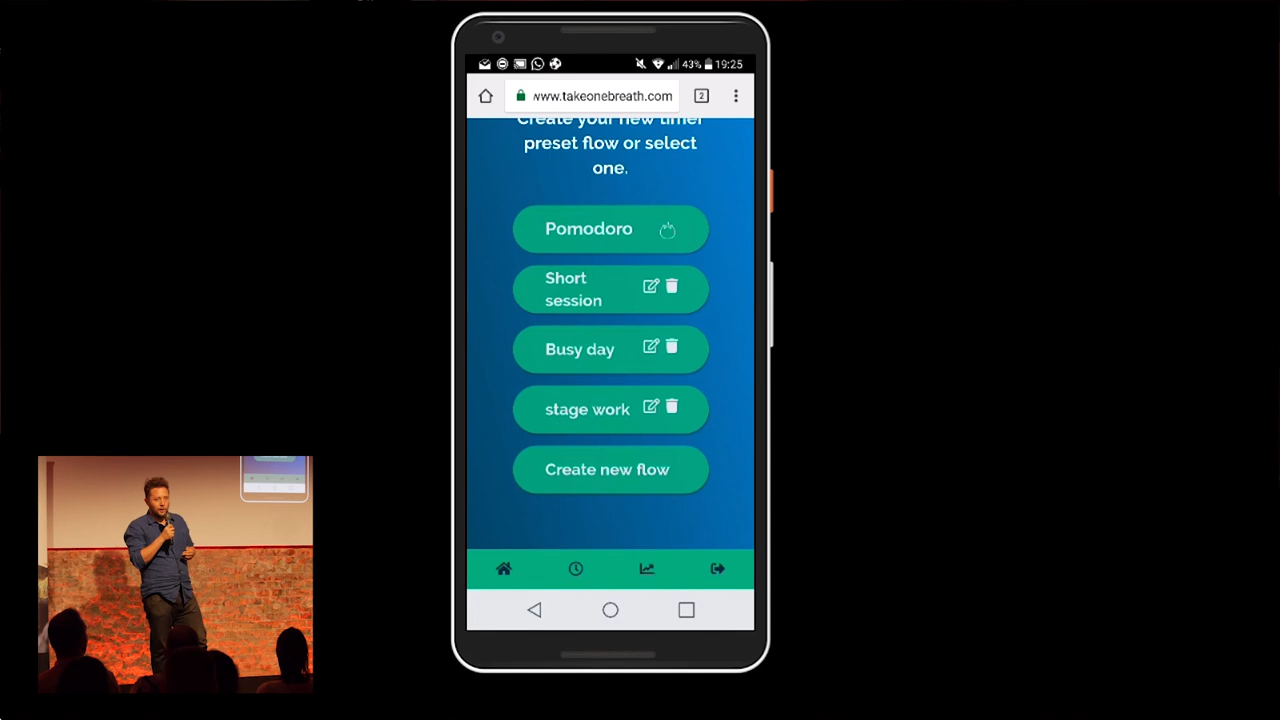 43% 19:25
www.takeonebreath.com 2
Create your new timer
preset flow or select
one.
Pomodoro
Short
session
Busy day
stage work
Create new flow